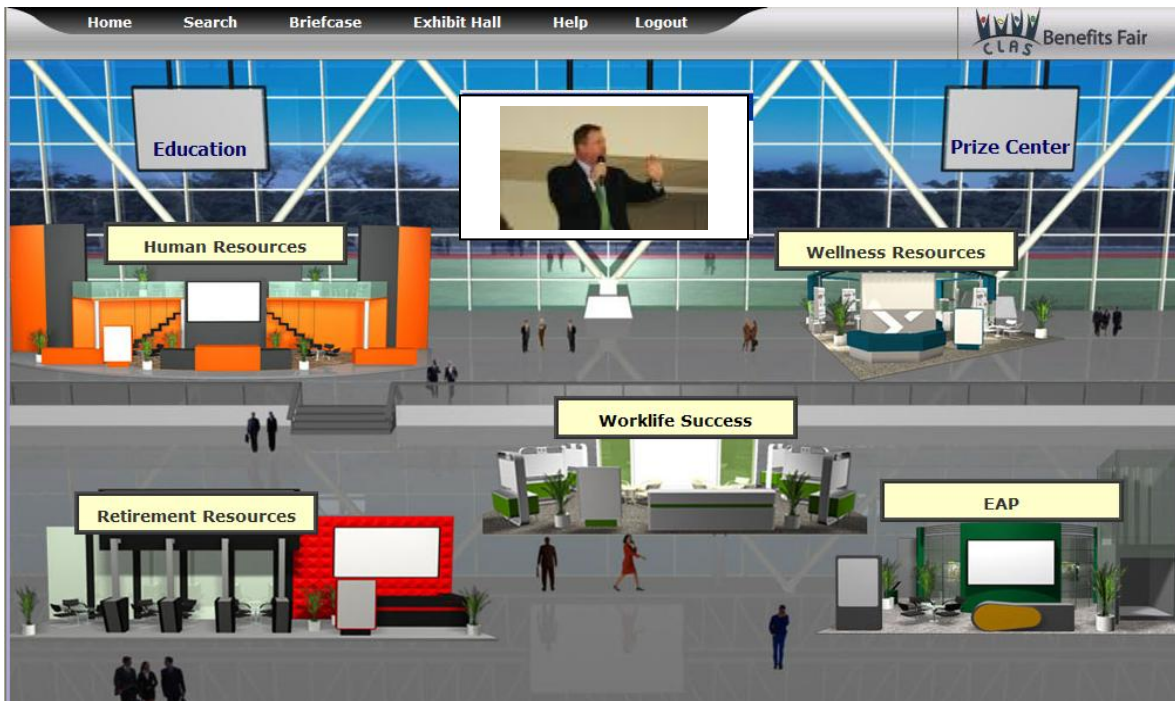 Home Search Briefcase Exhibit Hall Help Logout
CLAS Benefits Fair
Education
Prize Center
Human Resources
Wellness Resources
Worklife Success
Retirement Resources
EAP